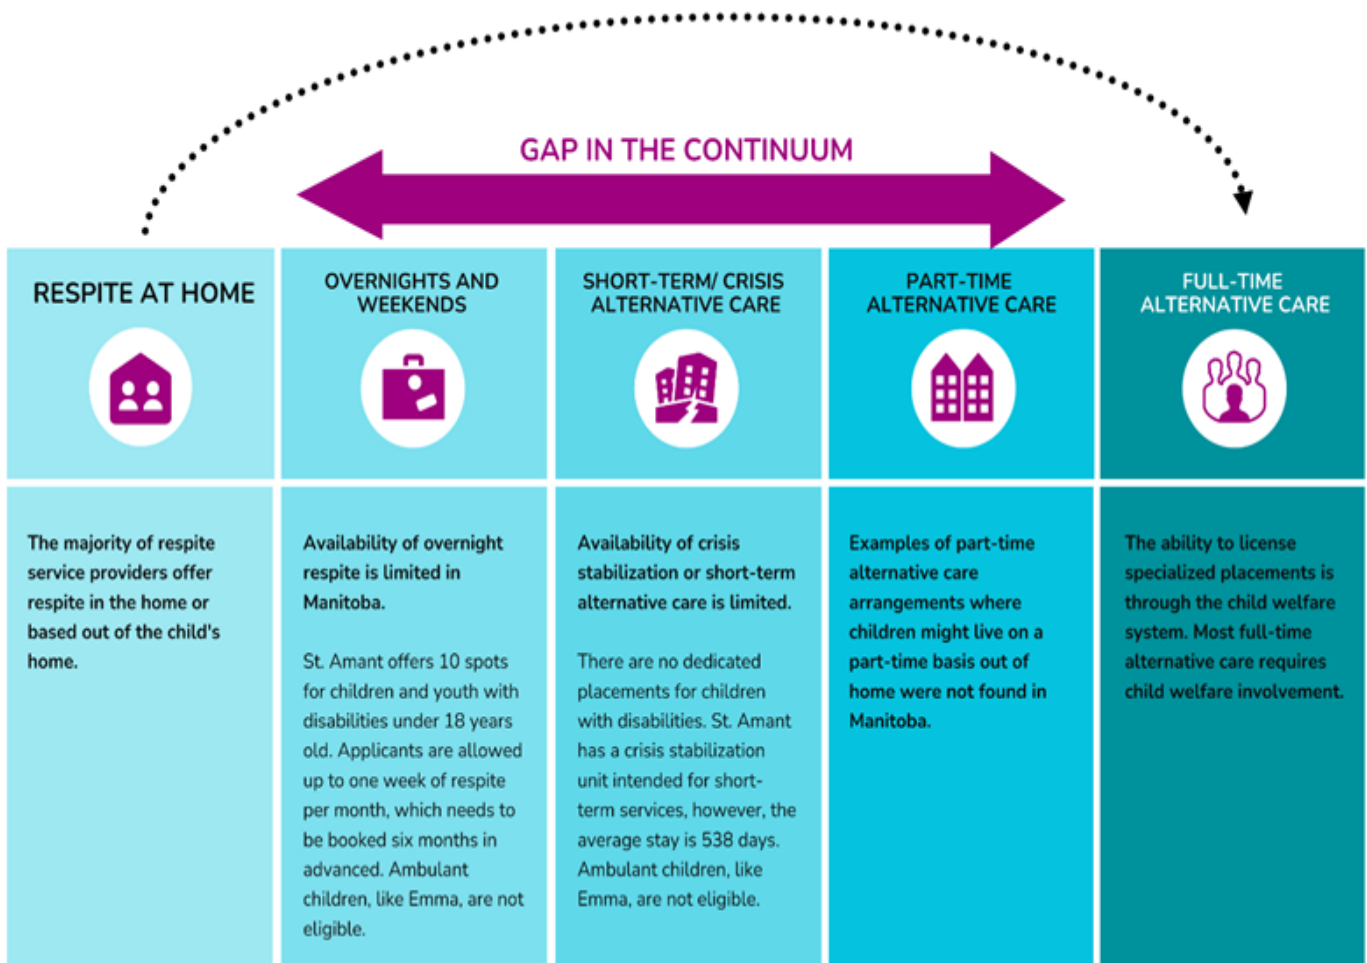 GAP IN THE CONTINUUM
RESPITE AT HOME
OVERNIGHTS AND
WEEKENDS
SHORT-TERM/ CRISIS
ALTERNATIVE CARE
PART-TIME
ALTERNATIVE CARE
FULL-TIME
ALTERNATIVE CARE
The majority of respite
service providers offer
respite in the home or
based out of the child's
home.
Availability of overnight
respite is limited in
Manitoba.
St. Amant offers 10 spots
for children and youth with
disabilities under 18 years
old. Applicants are allowed
up to one week of respite
per month, which needs to
be booked six months in
advanced. Ambulant
children, like Emma, are not
eligible.
Availability of crisis
stabilization or short-term
alternative care is limited.
There are no dedicated
placements for children
with disabilities. St. Amant
has a crisis stabilization
unit intended for short-
term services, however, the
average stay is 538 days.
Ambulant children, like
Emma, are not eligible.
Examples of part-time
alternative care
arrangements where
children might live on a
part-time basis out of
home were not found in
Manitoba.
The ability to license
specialized placements is
through the child welfare
system. Most full-time
alternative care requires
child welfare involvement.